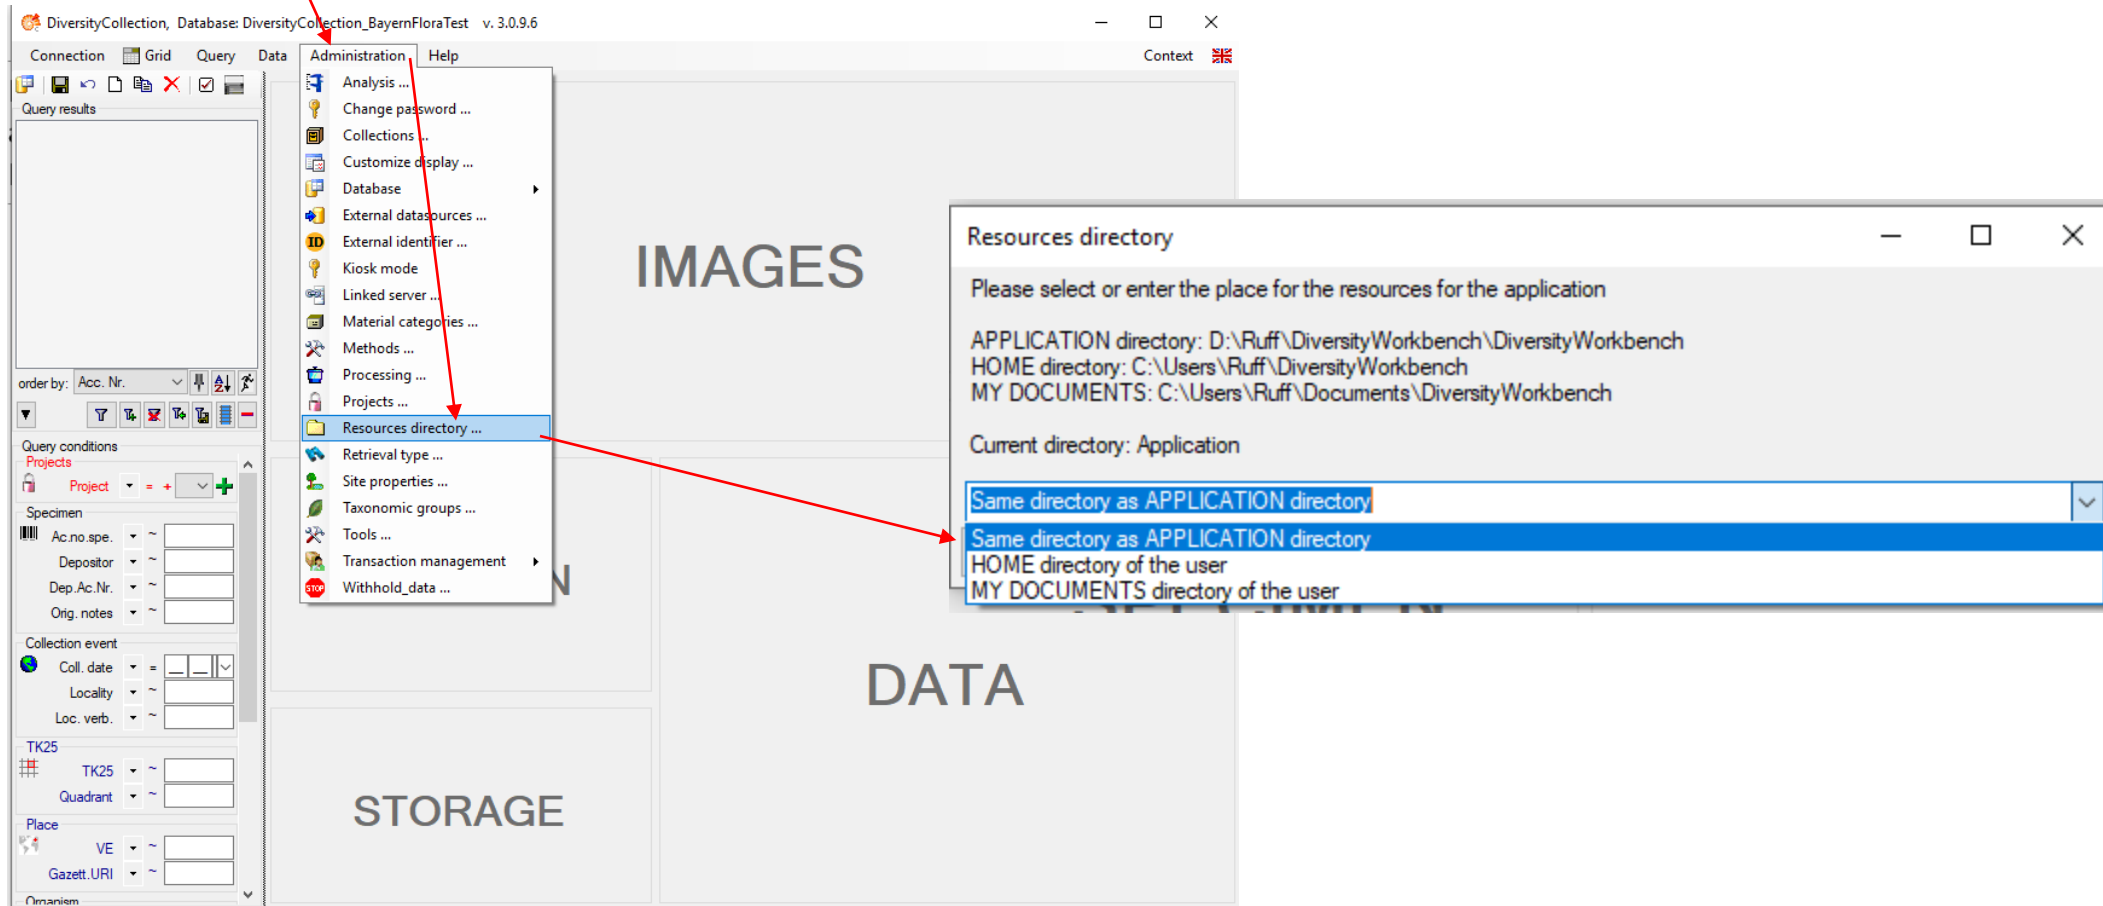 DiversityCollection, Database: DiversityCollection_BayernFloraTest v. 3.0.9.6
Connection Grid Query Data Administration Help Context
Query results
order by: Acc. Nr.
Query conditions
Projects
Project = +
Specimen
Ac.no.spe. ~
Depositor ~
Dep.Ac.Nr. ~
Orig. notes ~
Collection event
Coll. date = __ __
Locality ~
Loc. verb. ~
TK25
TK25 ~
Quadrant ~
Place
VE ~
Gazett.URI ~
Organism
Analysis ...
Change password ...
Collections ...
Customize display ...
Database
External datasources ...
ID External identifier ...
Kiosk mode
Linked server ...
Material categories ...
Methods ...
Processing ...
Projects ...
Resources directory ...
Retrieval type ...
Site properties ...
Taxonomic groups ...
Tools ...
Transaction management
STOP Withhold_data ...
IMAGES
N
STORAGE
DATA
Resources directory
Please select or enter the place for the resources for the application
APPLICATION directory: D:\Ruff\DiversityWorkbench\DiversityWorkbench
HOME directory: C:\Users\Ruff\DiversityWorkbench
MY DOCUMENTS: C:\Users\Ruff\Documents\DiversityWorkbench
Current directory: Application
Same directory as APPLICATION directory
Same directory as APPLICATION directory
HOME directory of the user
MY DOCUMENTS directory of the user